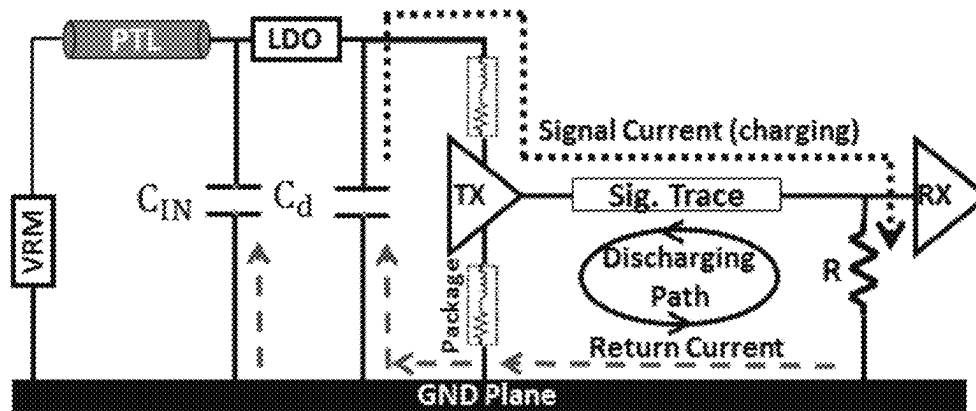 PTL
LDO
Signal Current (charging)
C_IN
C_d
TX
Sig. Trace
RX
VRM
Package
Discharging
Path
R
Return Current
GND Plane